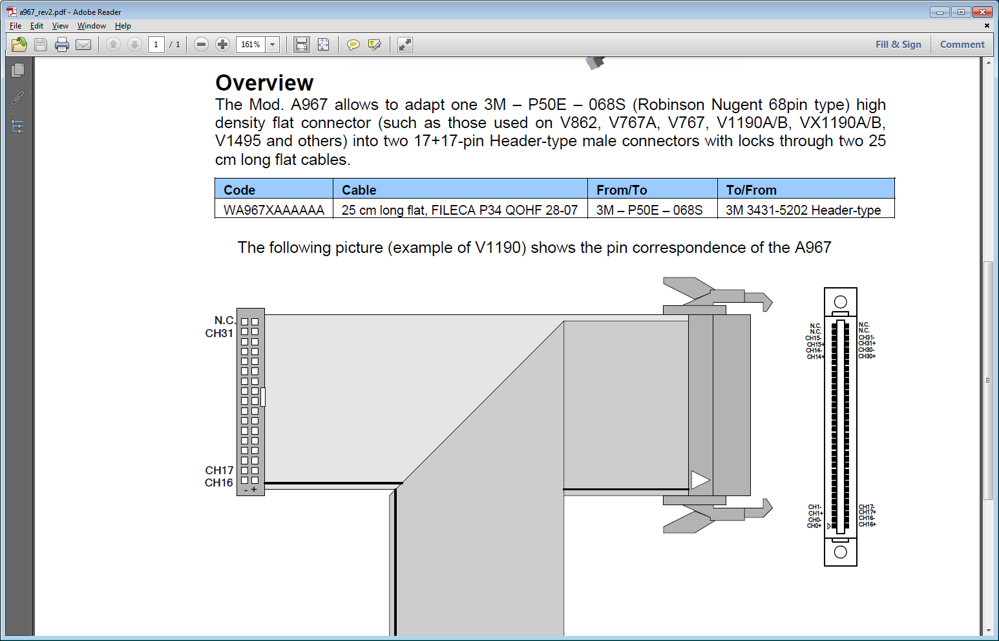 a967_rev2.pdf - Adobe Reader
File Edit View Window Help
1 / 1 161% Fill & Sign Comment
Overview
The Mod. A967 allows to adapt one 3M – P50E – 068S (Robinson Nugent 68pin type) high
density flat connector (such as those used on V862, V767A, V767, V1190A/B, VX1190A/B,
V1495 and others) into two 17+17-pin Header-type male connectors with locks through two 25
cm long flat cables.
Code Cable From/To To/From
WA967XAAAAAA 25 cm long flat, FILECA P34 QOHF 28-07 3M – P50E – 068S 3M 3431-5202 Header-type
The following picture (example of V1190) shows the pin correspondence of the A967
N.C.
CH31
CH17
CH16
- +
N.C. N.C.
N.C. N.C.
CH15- CH31-
CH15+ CH31+
CH14- CH30-
CH14+ CH30+
CH1- CH17-
CH1+ CH17+
CH0- CH16-
CH0+ CH16+